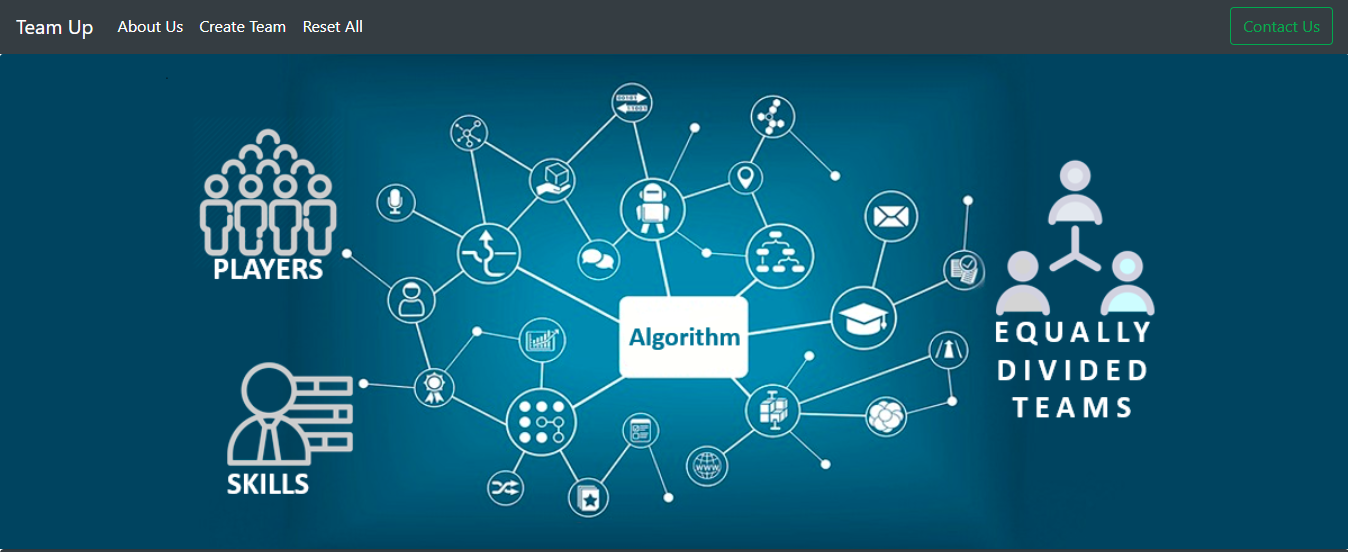 Team Up
About Us
Create Team
Reset All
Contact Us
PLAYERS
SKILLS
Algorithm
WWW
EQUALLY
DIVIDED
TEAMS